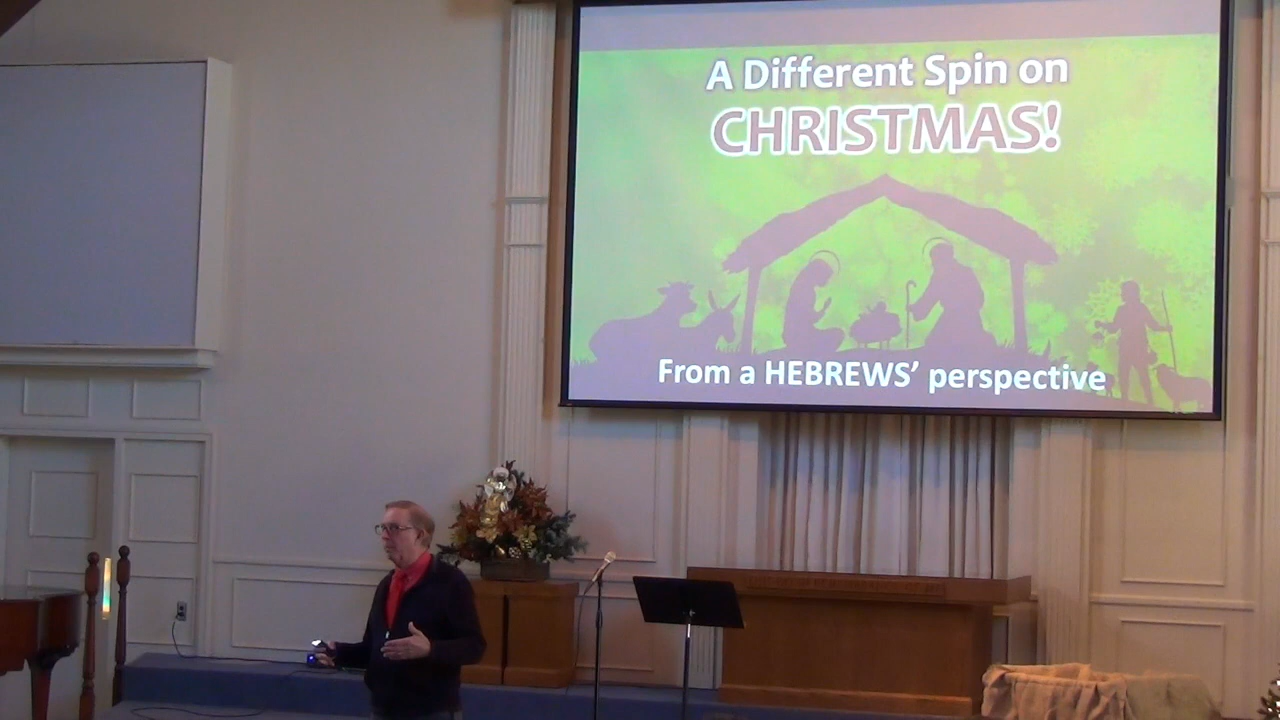 A Different Spin on
CHRISTMAS!
From a HEBREWS' perspective